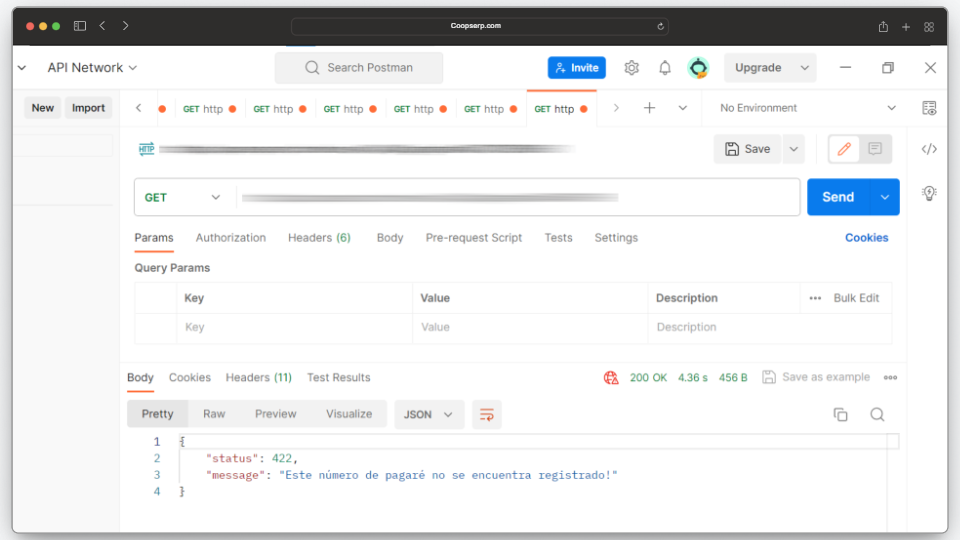 Coopserp.com
API Network
Search Postman
Invite
Upgrade
New Import
GET http GET http GET http GET http GET http GET http
No Environment
HTTP
Save
GET
Send
Params Authorization Headers (6) Body Pre-request Script Tests Settings Cookies
Query Params
Key Value Description ••• Bulk Edit
Key Value Description
Body Cookies Headers (11) Test Results 200 OK 4.36 s 456 B Save as example
Pretty Raw Preview Visualize JSON
1 {
2 "status": 422,
3 "message": "Este número de pagaré no se encuentra registrado!"
4 }